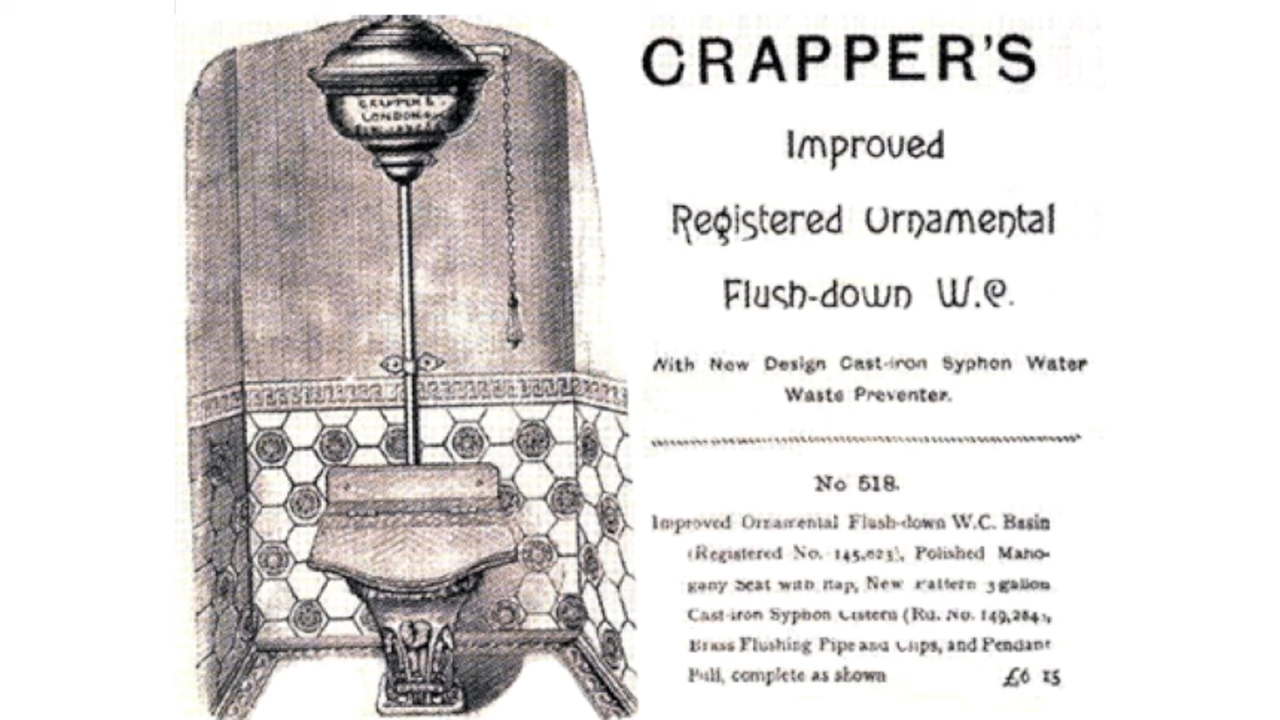 CRAPPER &
LONDON
CRAPPER'S
Improved
Registered Ornamental
Flush-down W.C.
With New Design Cast-iron Syphon Water
Waste Preventer.
No 518.
Improved Ornamental Flush-down W.C. Basin
(Registered No. 145,823), Polished Maho-
gany Seat with flap, New Pattern 3 gallon
Cast-iron Syphon Cistern (Rd. No. 149,284),
Brass Flushing Pipe and Clips, and Pendant
Pull, complete as shown £6 15